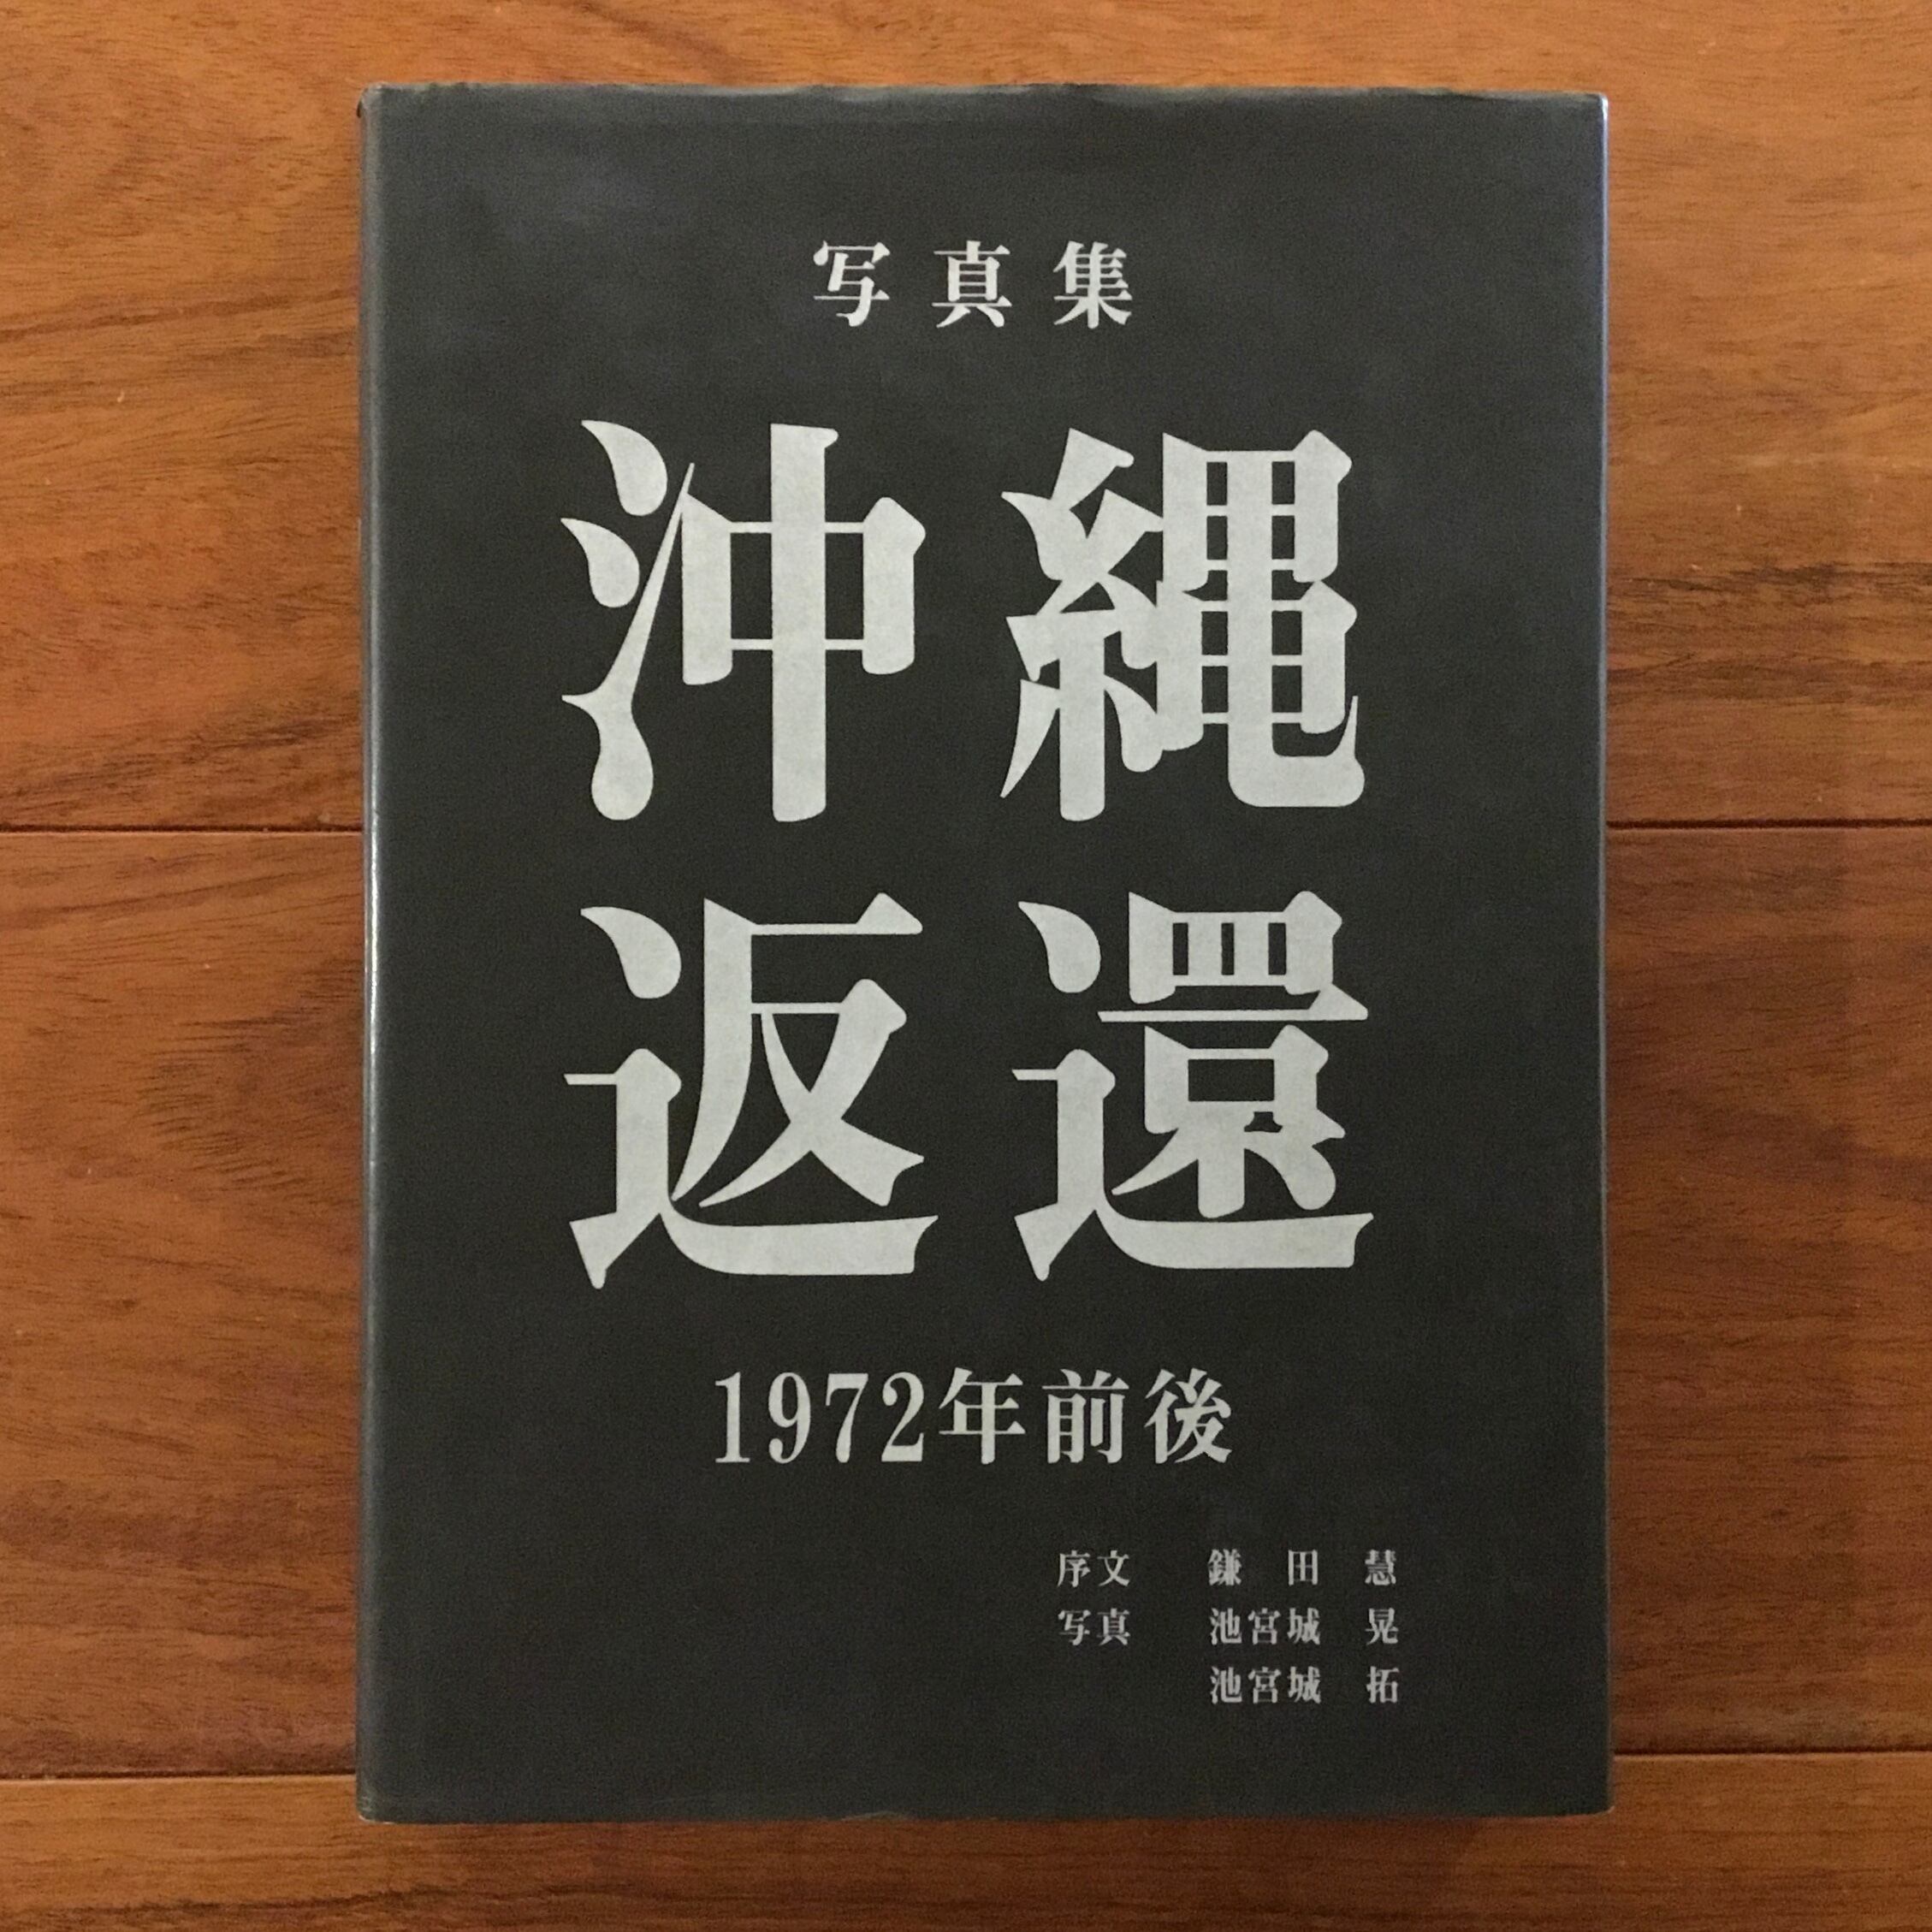 写真集
沖縄
返還
1972年前後
序文 鎌田 慧
写真 池宮城 晃
池宮城 拓